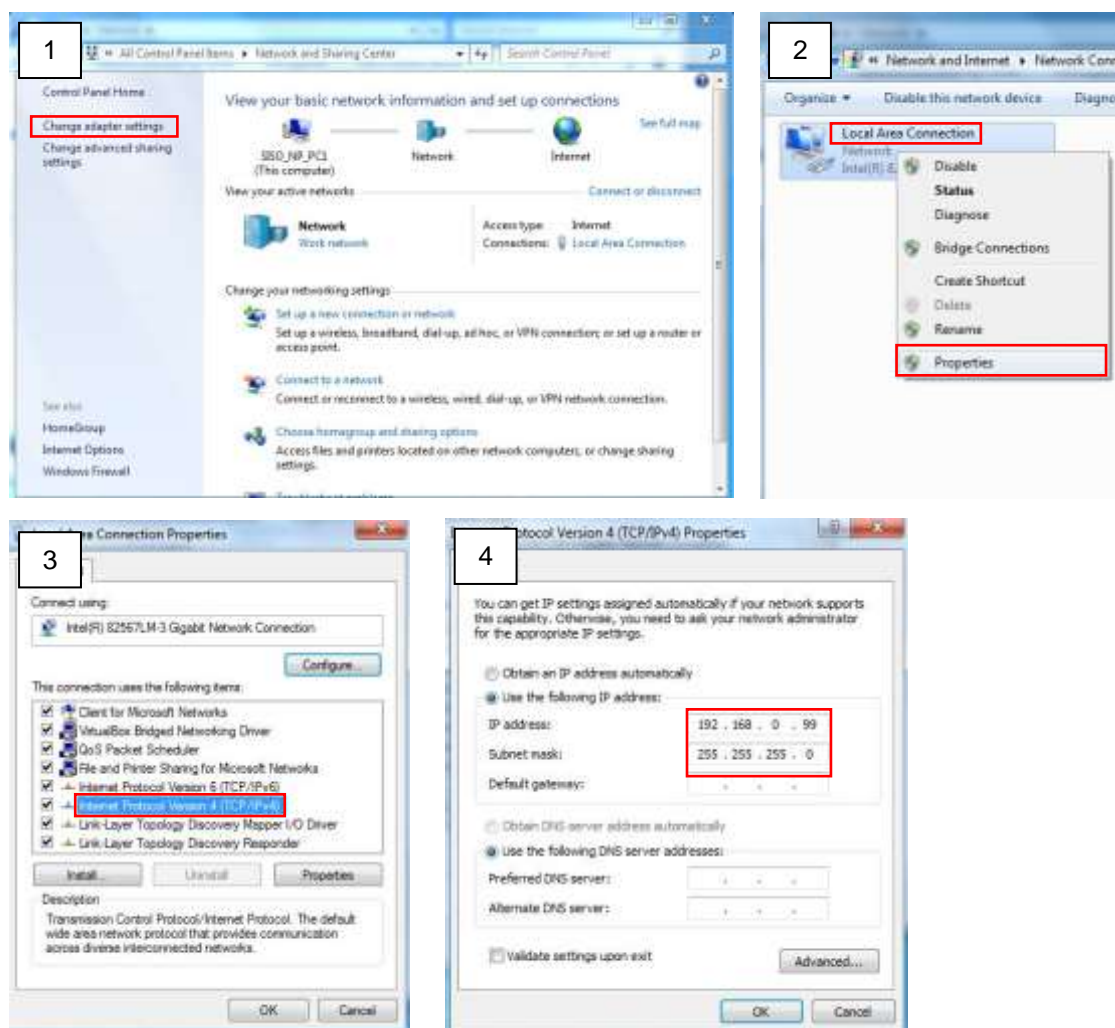 1
All Control Panel Items ▸ Network and Sharing Center
Search Control Panel
Control Panel Home
Change adapter settings
Change advanced sharing
settings
See also
HomeGroup
Internet Options
Windows Firewall
View your basic network information and set up connections
See full map
SISO_NP_PC1
(This computer)
Network
Internet
View your active networks
Connect or disconnect
Network
Work network
Access type: Internet
Connections: Local Area Connection
Change your networking settings
Set up a new connection or network
Set up a wireless, broadband, dial-up, ad hoc, or VPN connection; or set up a router or
access point.
Connect to a network
Connect or reconnect to a wireless, wired, dial-up, or VPN network connection.
Choose homegroup and sharing options
Access files and printers located on other network computers, or change sharing
settings.
2
Network and Internet ▸ Network Conn
Organize
Disable this network device
Diagno
Local Area Connection
Network
Intel(R) 8
Disable
Status
Diagnose
Bridge Connections
Create Shortcut
Delete
Rename
Properties
3
Connection Properties
Connect using:
Intel(R) 82567LM-3 Gigabit Network Connection
Configure...
This connection uses the following items:
Client for Microsoft Networks
VirtualBox Bridged Networking Driver
QoS Packet Scheduler
File and Printer Sharing for Microsoft Networks
Internet Protocol Version 6 (TCP/IPv6)
Internet Protocol Version 4 (TCP/IPv4)
Link-Layer Topology Discovery Mapper I/O Driver
Link-Layer Topology Discovery Responder
Install...
Uninstall
Properties
Description
Transmission Control Protocol/Internet Protocol. The default
wide area network protocol that provides communication
across diverse interconnected networks.
OK
Cancel
4
otocol Version 4 (TCP/IPv4) Properties
You can get IP settings assigned automatically if your network supports
this capability. Otherwise, you need to ask your network administrator
for the appropriate IP settings.
Obtain an IP address automatically
Use the following IP address:
IP address: 192 . 168 . 0 . 99
Subnet mask: 255 . 255 . 255 . 0
Default gateway: . . .
Obtain DNS server address automatically
Use the following DNS server addresses:
Preferred DNS server: . . .
Alternate DNS server: . . .
Validate settings upon exit
Advanced...
OK
Cancel